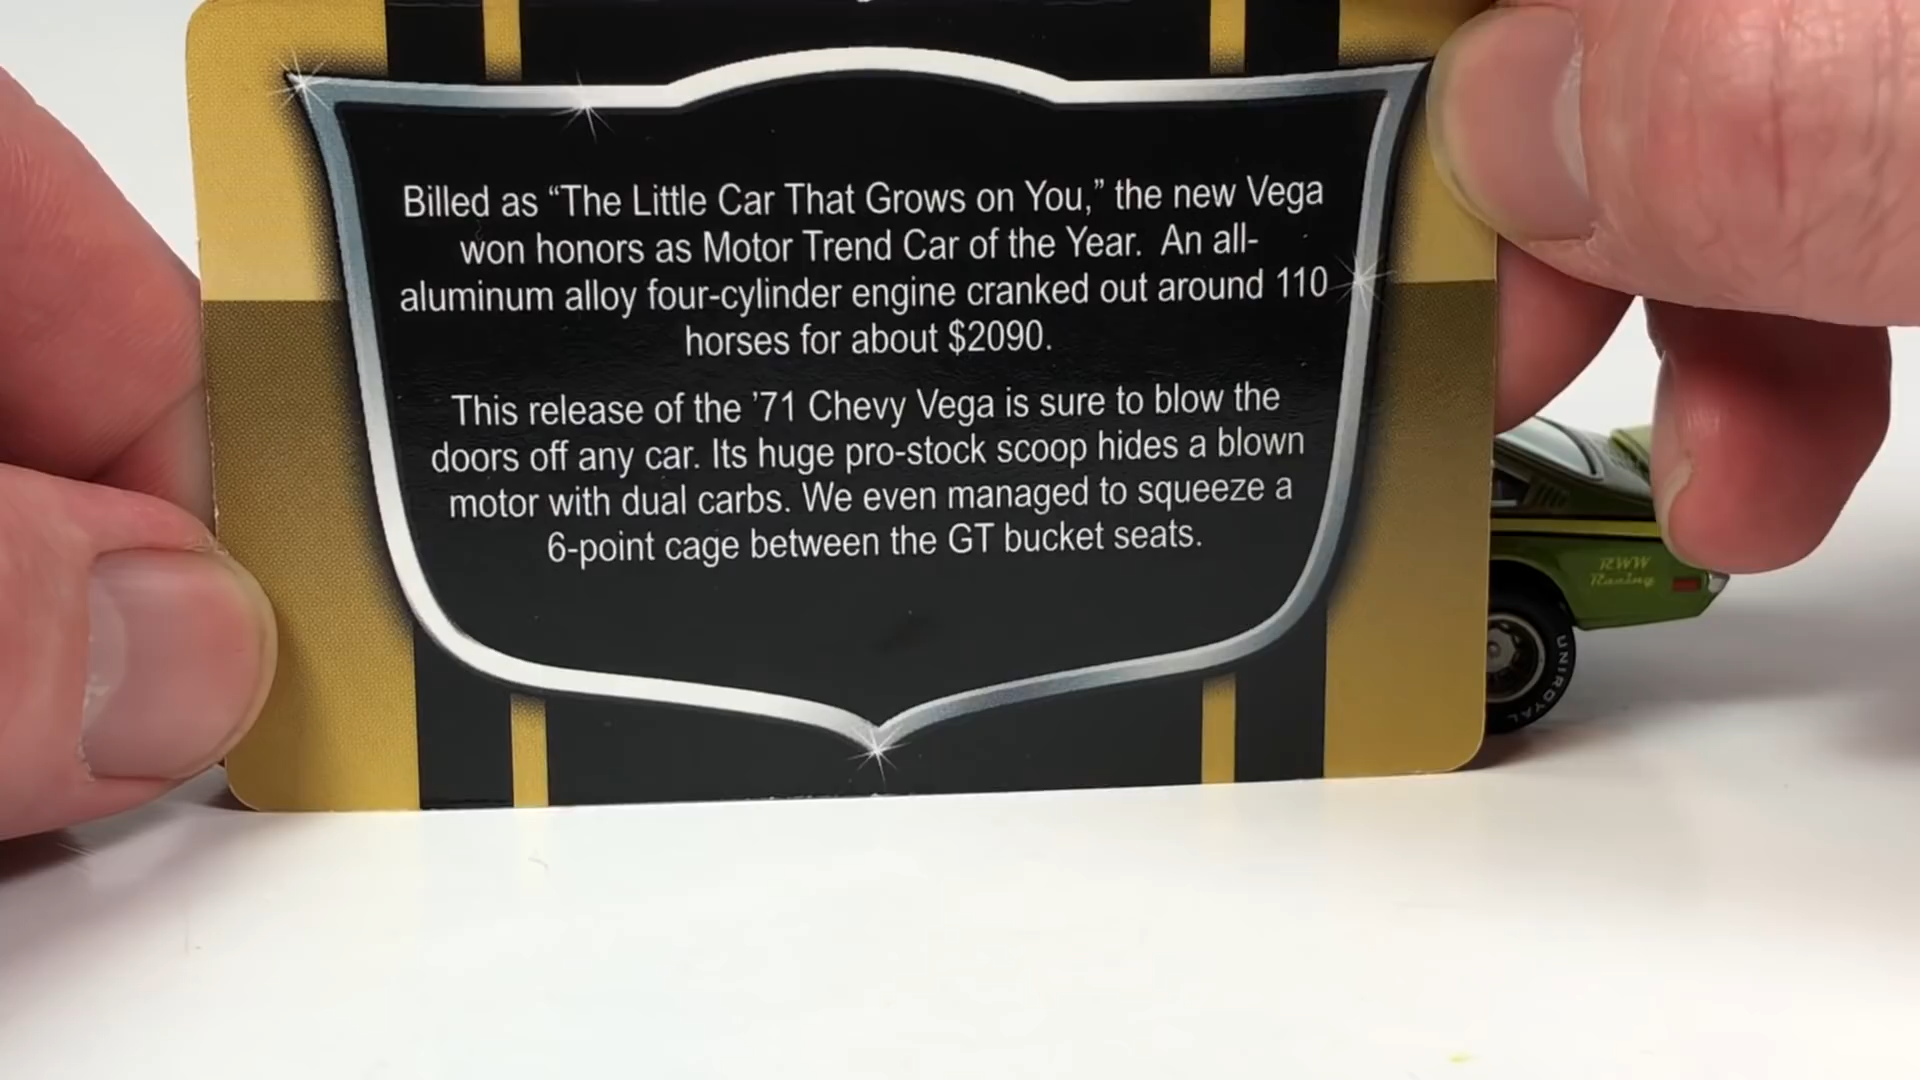 Billed as “The Little Car That Grows on You,” the new Vega
won honors as Motor Trend Car of the Year. An all-
aluminum alloy four-cylinder engine cranked out around 110
horses for about $2090.
This release of the ’71 Chevy Vega is sure to blow the
doors off any car. Its huge pro-stock scoop hides a blown
motor with dual carbs. We even managed to squeeze a
6-point cage between the GT bucket seats.
RWW
Racing
UNIROYAL